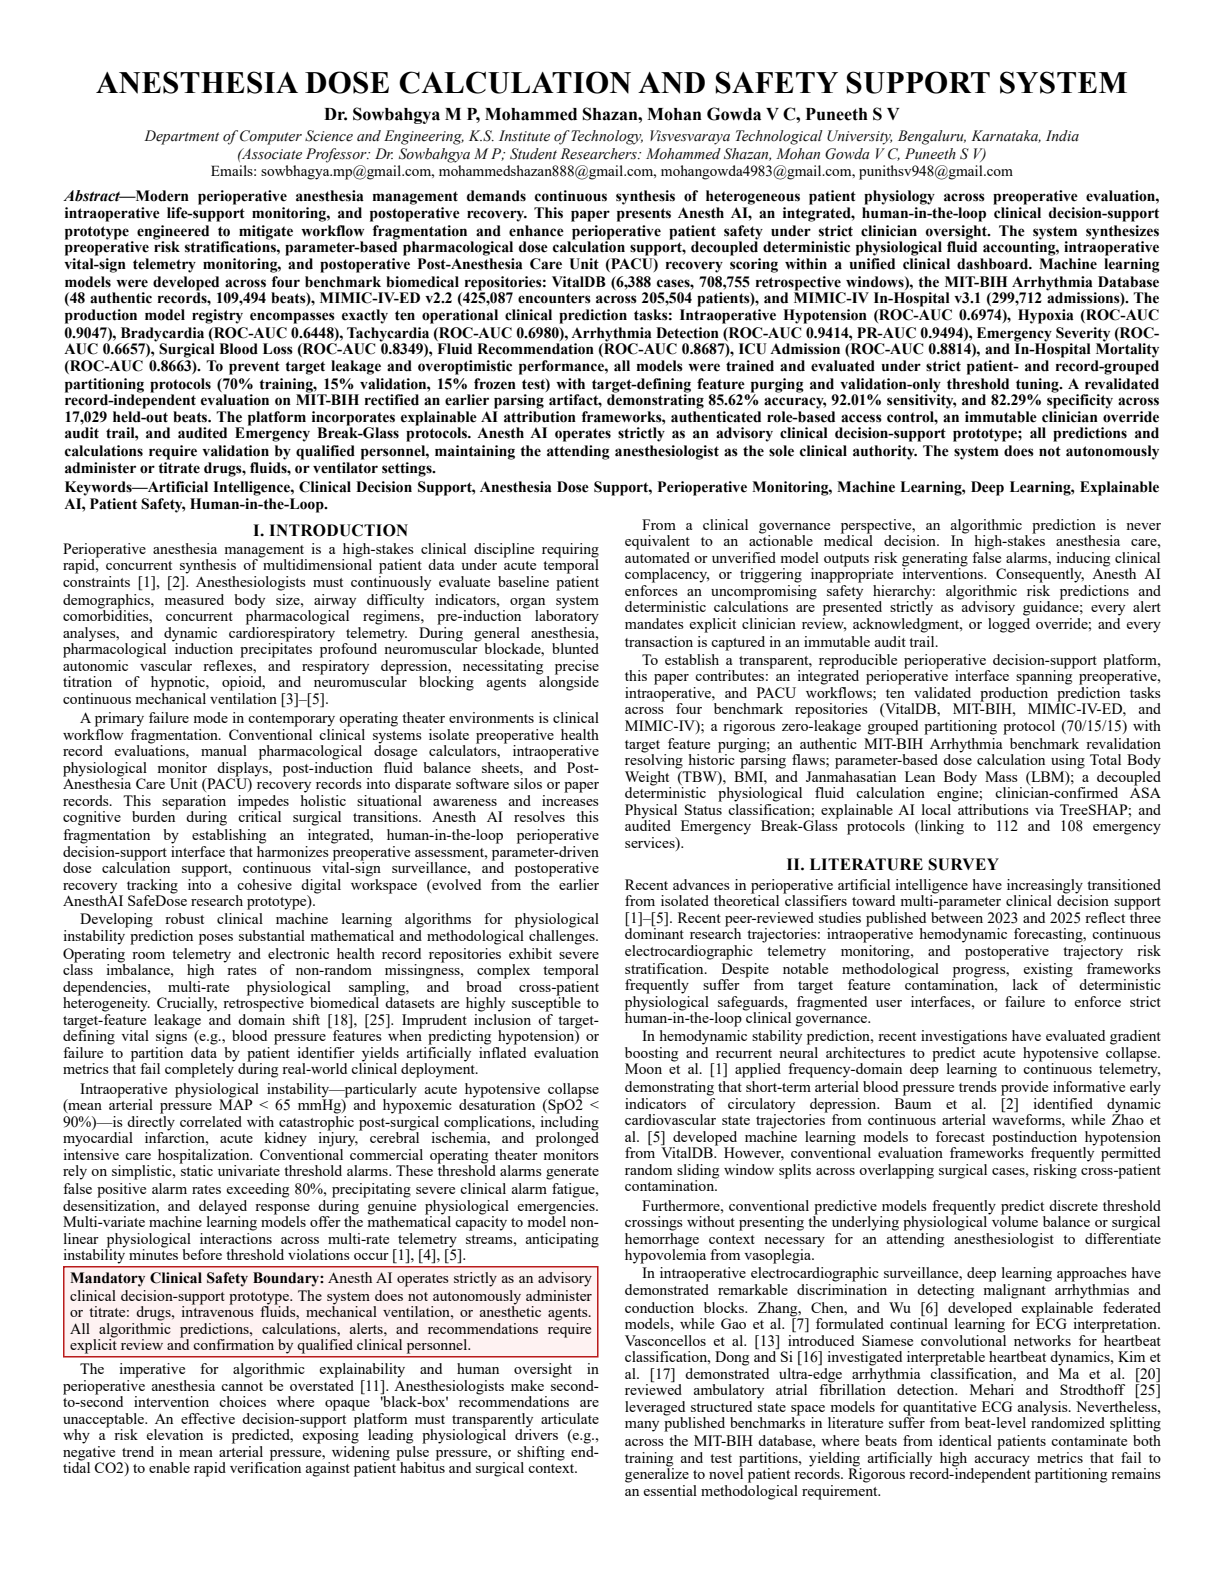 ANESTHESIA DOSE CALCULATION AND SAFETY SUPPORT SYSTEM
Dr. Sowbahgya M P, Mohammed Shazan, Mohan Gowda V C, Puneeth S V
Department of Computer Science and Engineering, K.S. Institute of Technology, Visvesvaraya Technological University, Bengaluru, Karnataka, India
(Associate Professor: Dr. Sowbahgya M P; Student Researchers: Mohammed Shazan, Mohan Gowda V C, Puneeth S V)
Emails: sowbhagya.mp@gmail.com, mohammedshazan888@gmail.com, mohangowda4983@gmail.com, punithsv948@gmail.com
Abstract—Modern perioperative anesthesia management demands continuous synthesis of heterogeneous patient physiology across preoperative evaluation,
intraoperative life-support monitoring, and postoperative recovery. This paper presents Anesth AI, an integrated, human-in-the-loop clinical decision-support
prototype engineered to mitigate workflow fragmentation and enhance perioperative patient safety under strict clinician oversight. The system synthesizes
preoperative risk stratifications, parameter-based pharmacological dose calculation support, decoupled deterministic physiological fluid accounting, intraoperative
vital-sign telemetry monitoring, and postoperative Post-Anesthesia Care Unit (PACU) recovery scoring within a unified clinical dashboard. Machine learning
models were developed across four benchmark biomedical repositories: VitalDB (6,388 cases, 708,755 retrospective windows), the MIT-BIH Arrhythmia Database
(48 authentic records, 109,494 beats), MIMIC-IV-ED v2.2 (425,087 encounters across 205,504 patients), and MIMIC-IV In-Hospital v3.1 (299,712 admissions). The
production model registry encompasses exactly ten operational clinical prediction tasks: Intraoperative Hypotension (ROC-AUC 0.6974), Hypoxia (ROC-AUC
0.9047), Bradycardia (ROC-AUC 0.6448), Tachycardia (ROC-AUC 0.6980), Arrhythmia Detection (ROC-AUC 0.9414, PR-AUC 0.9494), Emergency Severity (ROC-
AUC 0.6657), Surgical Blood Loss (ROC-AUC 0.8349), Fluid Recommendation (ROC-AUC 0.8687), ICU Admission (ROC-AUC 0.8814), and In-Hospital Mortality
(ROC-AUC 0.8663). To prevent target leakage and overoptimistic performance, all models were trained and evaluated under strict patient- and record-grouped
partitioning protocols (70% training, 15% validation, 15% frozen test) with target-defining feature purging and validation-only threshold tuning. A revalidated
record-independent evaluation on MIT-BIH rectified an earlier parsing artifact, demonstrating 85.62% accuracy, 92.01% sensitivity, and 82.29% specificity across
17,029 held-out beats. The platform incorporates explainable AI attribution frameworks, authenticated role-based access control, an immutable clinician override
audit trail, and audited Emergency Break-Glass protocols. Anesth AI operates strictly as an advisory clinical decision-support prototype; all predictions and
calculations require validation by qualified personnel, maintaining the attending anesthesiologist as the sole clinical authority. The system does not autonomously
administer or titrate drugs, fluids, or ventilator settings.
Keywords—Artificial Intelligence, Clinical Decision Support, Anesthesia Dose Support, Perioperative Monitoring, Machine Learning, Deep Learning, Explainable
AI, Patient Safety, Human-in-the-Loop.
I. INTRODUCTION
Perioperative anesthesia management is a high-stakes clinical discipline requiring
rapid, concurrent synthesis of multidimensional patient data under acute temporal
constraints [1], [2]. Anesthesiologists must continuously evaluate baseline patient
demographics, measured body size, airway difficulty indicators, organ system
comorbidities, concurrent pharmacological regimens, pre-induction laboratory
analyses, and dynamic cardiorespiratory telemetry. During general anesthesia,
pharmacological induction precipitates profound neuromuscular blockade, blunted
autonomic vascular reflexes, and respiratory depression, necessitating precise
titration of hypnotic, opioid, and neuromuscular blocking agents alongside
continuous mechanical ventilation [3]–[5].
A primary failure mode in contemporary operating theater environments is clinical
workflow fragmentation. Conventional clinical systems isolate preoperative health
record evaluations, manual pharmacological dosage calculators, intraoperative
physiological monitor displays, post-induction fluid balance sheets, and Post-
Anesthesia Care Unit (PACU) recovery records into disparate software silos or paper
records. This separation impedes holistic situational awareness and increases
cognitive burden during critical surgical transitions. Anesth AI resolves this
fragmentation by establishing an integrated, human-in-the-loop perioperative
decision-support interface that harmonizes preoperative assessment, parameter-driven
dose calculation support, continuous vital-sign surveillance, and postoperative
recovery tracking into a cohesive digital workspace (evolved from the earlier
AnesthAI SafeDose research prototype).
Developing robust clinical machine learning algorithms for physiological
instability prediction poses substantial mathematical and methodological challenges.
Operating room telemetry and electronic health record repositories exhibit severe
class imbalance, high rates of non-random missingness, complex temporal
dependencies, multi-rate physiological sampling, and broad cross-patient
heterogeneity. Crucially, retrospective biomedical datasets are highly susceptible to
target-feature leakage and domain shift [18], [25]. Imprudent inclusion of target-
defining vital signs (e.g., blood pressure features when predicting hypotension) or
failure to partition data by patient identifier yields artificially inflated evaluation
metrics that fail completely during real-world clinical deployment.
Intraoperative physiological instability—particularly acute hypotensive collapse
(mean arterial pressure MAP < 65 mmHg) and hypoxemic desaturation (SpO2 <
90%)—is directly correlated with catastrophic post-surgical complications, including
myocardial infarction, acute kidney injury, cerebral ischemia, and prolonged
intensive care hospitalization. Conventional commercial operating theater monitors
rely on simplistic, static univariate threshold alarms. These threshold alarms generate
false positive alarm rates exceeding 80%, precipitating severe clinical alarm fatigue,
desensitization, and delayed response during genuine physiological emergencies.
Multi-variate machine learning models offer the mathematical capacity to model non-
linear physiological interactions across multi-rate telemetry streams, anticipating
instability minutes before threshold violations occur [1], [4], [5].
Mandatory Clinical Safety Boundary: Anesth AI operates strictly as an advisory
clinical decision-support prototype. The system does not autonomously administer
or titrate: drugs, intravenous fluids, mechanical ventilation, or anesthetic agents.
All algorithmic predictions, calculations, alerts, and recommendations require
explicit review and confirmation by qualified clinical personnel.
The imperative for algorithmic explainability and human oversight in
perioperative anesthesia cannot be overstated [11]. Anesthesiologists make second-
to-second intervention choices where opaque 'black-box' recommendations are
unacceptable. An effective decision-support platform must transparently articulate
why a risk elevation is predicted, exposing leading physiological drivers (e.g.,
negative trend in mean arterial pressure, widening pulse pressure, or shifting end-
tidal CO2) to enable rapid verification against patient habitus and surgical context.
From a clinical governance perspective, an algorithmic prediction is never
equivalent to an actionable medical decision. In high-stakes anesthesia care,
automated or unverified model outputs risk generating false alarms, inducing clinical
complacency, or triggering inappropriate interventions. Consequently, Anesth AI
enforces an uncompromising safety hierarchy: algorithmic risk predictions and
deterministic calculations are presented strictly as advisory guidance; every alert
mandates explicit clinician review, acknowledgment, or logged override; and every
transaction is captured in an immutable audit trail.
To establish a transparent, reproducible perioperative decision-support platform,
this paper contributes: an integrated perioperative interface spanning preoperative,
intraoperative, and PACU workflows; ten validated production prediction tasks
across four benchmark repositories (VitalDB, MIT-BIH, MIMIC-IV-ED, and
MIMIC-IV); a rigorous zero-leakage grouped partitioning protocol (70/15/15) with
target feature purging; an authentic MIT-BIH Arrhythmia benchmark revalidation
resolving historic parsing flaws; parameter-based dose calculation using Total Body
Weight (TBW), BMI, and Janmahasatian Lean Body Mass (LBM); a decoupled
deterministic physiological fluid calculation engine; clinician-confirmed ASA
Physical Status classification; explainable AI local attributions via TreeSHAP; and
audited Emergency Break-Glass protocols (linking to 112 and 108 emergency
services).
II. LITERATURE SURVEY
Recent advances in perioperative artificial intelligence have increasingly transitioned
from isolated theoretical classifiers toward multi-parameter clinical decision support
[1]–[5]. Recent peer-reviewed studies published between 2023 and 2025 reflect three
dominant research trajectories: intraoperative hemodynamic forecasting, continuous
electrocardiographic telemetry monitoring, and postoperative trajectory risk
stratification. Despite notable methodological progress, existing frameworks
frequently suffer from target feature contamination, lack of deterministic
physiological safeguards, fragmented user interfaces, or failure to enforce strict
human-in-the-loop clinical governance.
In hemodynamic stability prediction, recent investigations have evaluated gradient
boosting and recurrent neural architectures to predict acute hypotensive collapse.
Moon et al. [1] applied frequency-domain deep learning to continuous telemetry,
demonstrating that short-term arterial blood pressure trends provide informative early
indicators of circulatory depression. Baum et al. [2] identified dynamic
cardiovascular state trajectories from continuous arterial waveforms, while Zhao et
al. [5] developed machine learning models to forecast postinduction hypotension
from VitalDB. However, conventional evaluation frameworks frequently permitted
random sliding window splits across overlapping surgical cases, risking cross-patient
contamination.
Furthermore, conventional predictive models frequently predict discrete threshold
crossings without presenting the underlying physiological volume balance or surgical
hemorrhage context necessary for an attending anesthesiologist to differentiate
hypovolemia from vasoplegia.
In intraoperative electrocardiographic surveillance, deep learning approaches have
demonstrated remarkable discrimination in detecting malignant arrhythmias and
conduction blocks. Zhang, Chen, and Wu [6] developed explainable federated
models, while Gao et al. [7] formulated continual learning for ECG interpretation.
Vasconcellos et al. [13] introduced Siamese convolutional networks for heartbeat
classification, Dong and Si [16] investigated interpretable heartbeat dynamics, Kim et
al. [17] demonstrated ultra-edge arrhythmia classification, and Ma et al. [20]
reviewed ambulatory atrial fibrillation detection. Mehari and Strodthoff [25]
leveraged structured state space models for quantitative ECG analysis. Nevertheless,
many published benchmarks in literature suffer from beat-level randomized splitting
across the MIT-BIH database, where beats from identical patients contaminate both
training and test partitions, yielding artificially high accuracy metrics that fail to
generalize to novel patient records. Rigorous record-independent partitioning remains
an essential methodological requirement.